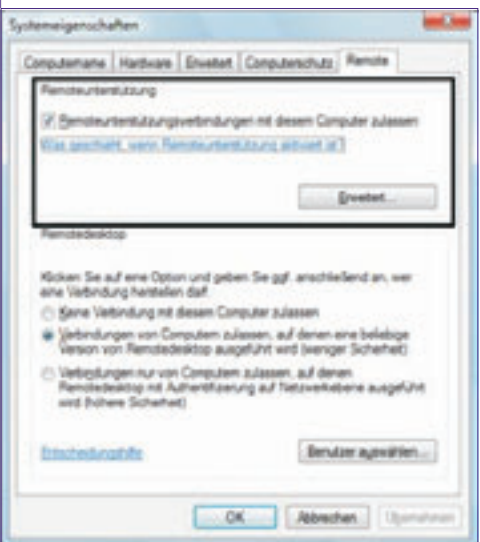 Systemeigenschaften
Computername Hardware Erweitert Computerschutz Remote
Remoteunterstützung
Remoteunterstützungsverbindungen mit diesem Computer zulassen
Was geschieht, wenn Remoteunterstützung aktiviert ist?
Erweitert...
Remotedesktop
Klicken Sie auf eine Option und geben Sie ggf. anschließend an, wer
eine Verbindung herstellen darf.
Keine Verbindung mit diesem Computer zulassen
Verbindungen von Computern zulassen, auf denen eine beliebige
Version von Remotedesktop ausgeführt wird (weniger Sicherheit)
Verbindungen nur von Computern zulassen, auf denen
Remotedesktop mit Authentifizierung auf Netzwerkebene ausgeführt
wird (höhere Sicherheit)
Entscheidungshilfe
Benutzer auswählen...
OK Abbrechen Übernehmen